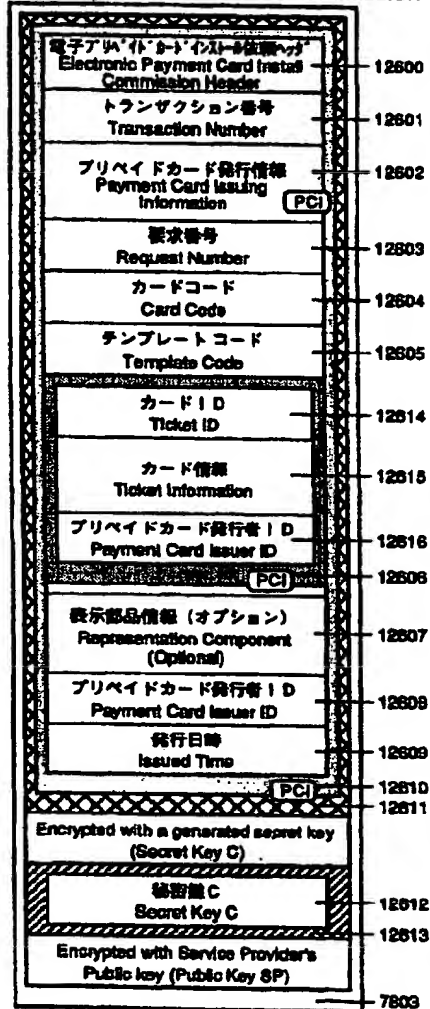 電子プリペイドカードインストール依頼ヘッダ
Electronic Payment Card Install
Commission Header
12600
トランザクション番号
Transaction Number
12601
プリペイドカード発行情報
Payment Card Issuing
Information
PCI
12602
要求番号
Request Number
12603
カードコード
Card Code
12604
テンプレートコード
Template Code
12605
カードID
Ticket ID
12614
カード情報
Ticket Information
12615
プリペイドカード発行者ID
Payment Card Issuer ID
12616
PCI
12606
表示部品情報(オプション)
Representation Component
(Optional)
12607
プリペイドカード発行者ID
Payment Card Issuer ID
12608
発行日時
Issued Time
12609
PCI
12610
12611
Encrypted with a generated secret key
(Secret Key C)
秘密鍵C
Secret Key C
12612
12613
Encrypted with Service Provider's
Public key (Public Key SP)
7803